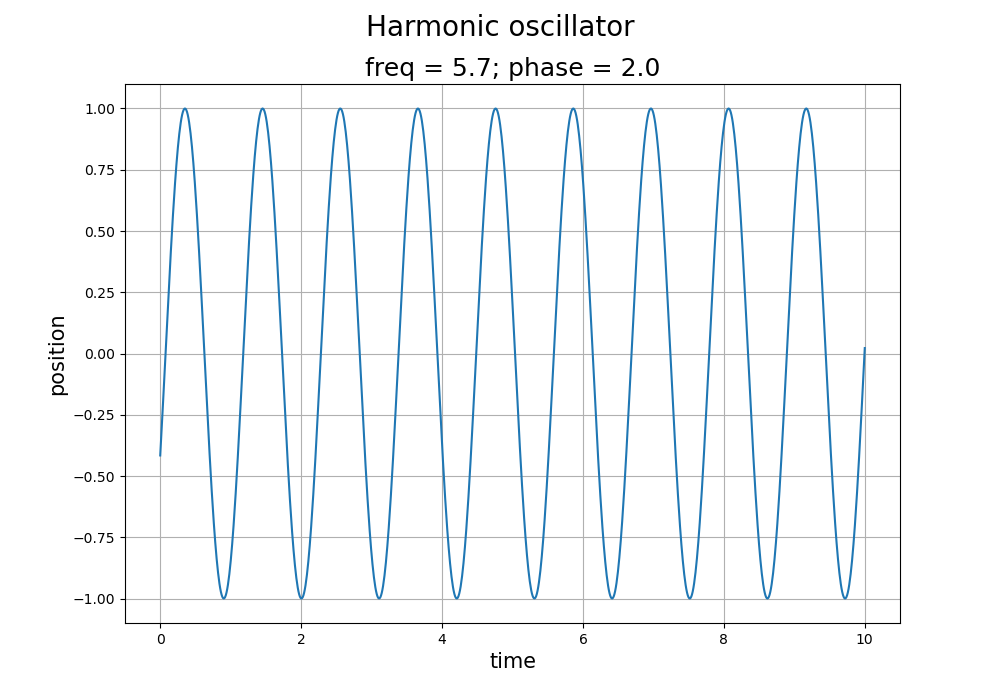 Harmonic oscillator
freq = 5.7; phase = 2.0
1.00
0.75
0.50
0.25
0.00
−0.25
−0.50
−0.75
−1.00
position
0 2 4 6 8 10
time